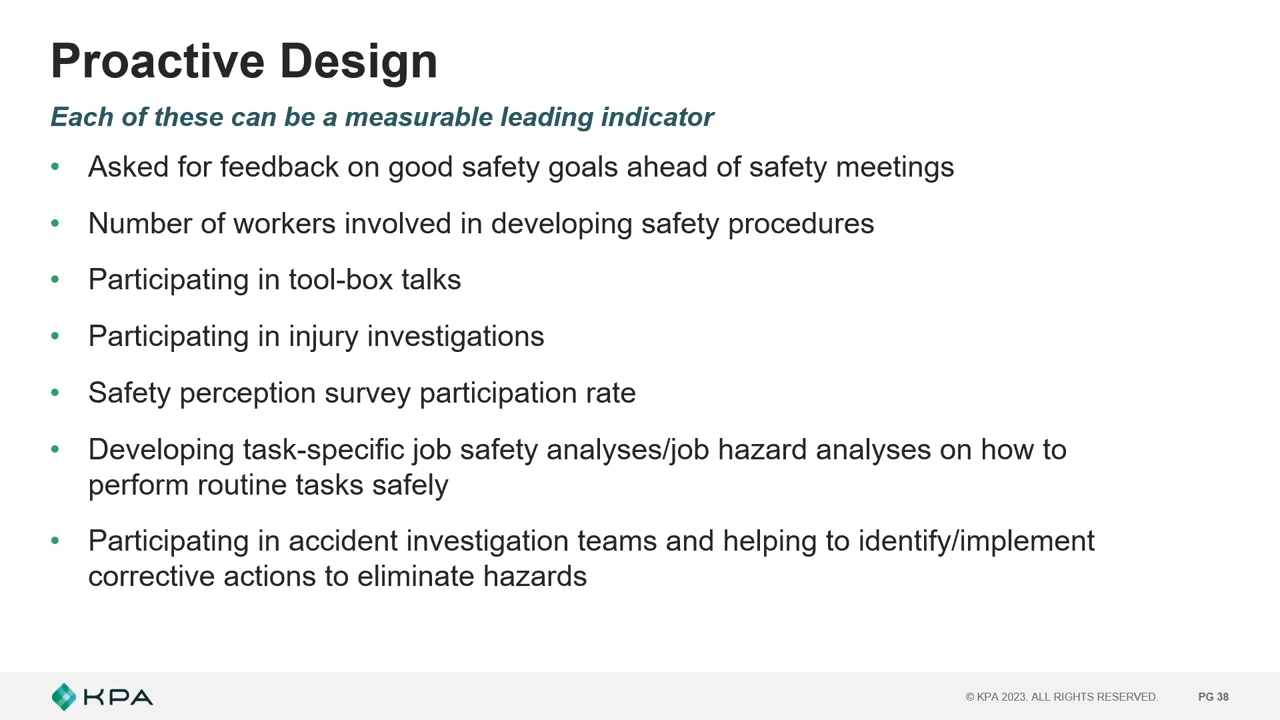 Proactive Design
Each of these can be a measurable leading indicator
• Asked for feedback on good safety goals ahead of safety meetings
• Number of workers involved in developing safety procedures
• Participating in tool-box talks
• Participating in injury investigations
• Safety perception survey participation rate
• Developing task-specific job safety analyses/job hazard analyses on how to
perform routine tasks safely
• Participating in accident investigation teams and helping to identify/implement
corrective actions to eliminate hazards
KPA
© KPA 2023. ALL RIGHTS RESERVED. PG 38